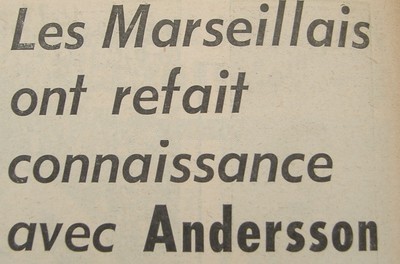 Les Marseillais
ont refait
connaissance
avec Andersson